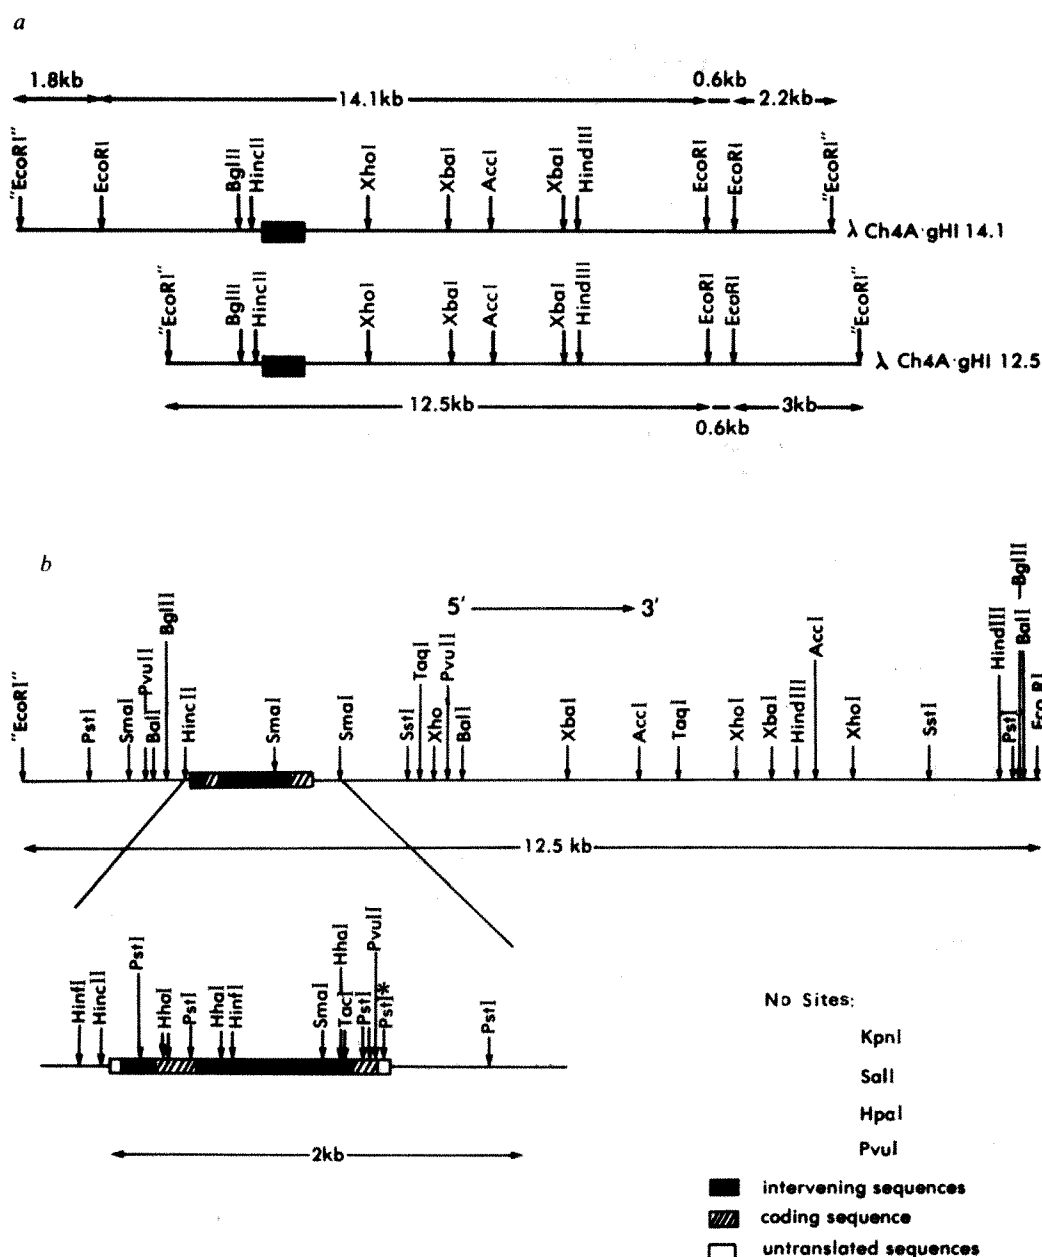 a
1.8kb
14.1kb
0.6kb
2.2kb
"EcoRI"
EcoRI
BglII
HincII
XhoI
XbaI
AccI
XbaI
HindIII
EcoRI
EcoRI
"EcoRI"
λ Ch4A·gHI 14.1
"EcoRI"
BglII
HincII
XhoI
XbaI
AccI
XbaI
HindIII
EcoRI
EcoRI
"EcoRI"
λ Ch4A·gHI 12.5
12.5kb
0.6kb
3kb
b
5' 3'
"EcoRI"
PstI
SmaI
PvuII
BalI
BglII
HincII
SmaI
SmaI
SstI
TaqI
Xho
PvuII
BalI
XbaI
AccI
TaqI
XhoI
XbaI
HindIII
AccI
XhoI
SstI
HindIII
PstI
BglII
BalI
EcoRI
12.5 kb
HinfI
HincII
PstI
HhaI
PstI
HhaI
HinfI
SmaI
HhaI
TacI
PstI
PvuII
PstI*
PstI
2kb
No Sites:
KpnI
SalI
HpaI
PvuI
intervening sequences
coding sequence
untranslated sequences